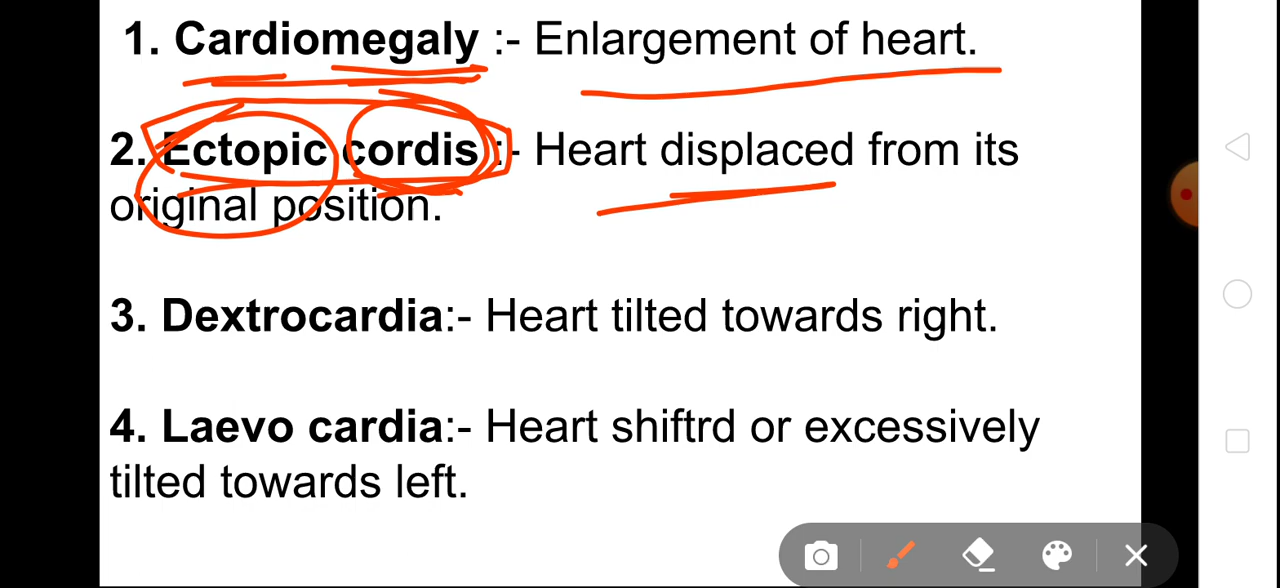 1. Cardiomegaly :- Enlargement of heart.
2. Ectopic cordis :- Heart displaced from its
original position.
3. Dextrocardia:- Heart tilted towards right.
4. Laevo cardia:- Heart shiftrd or excessively
tilted towards left.